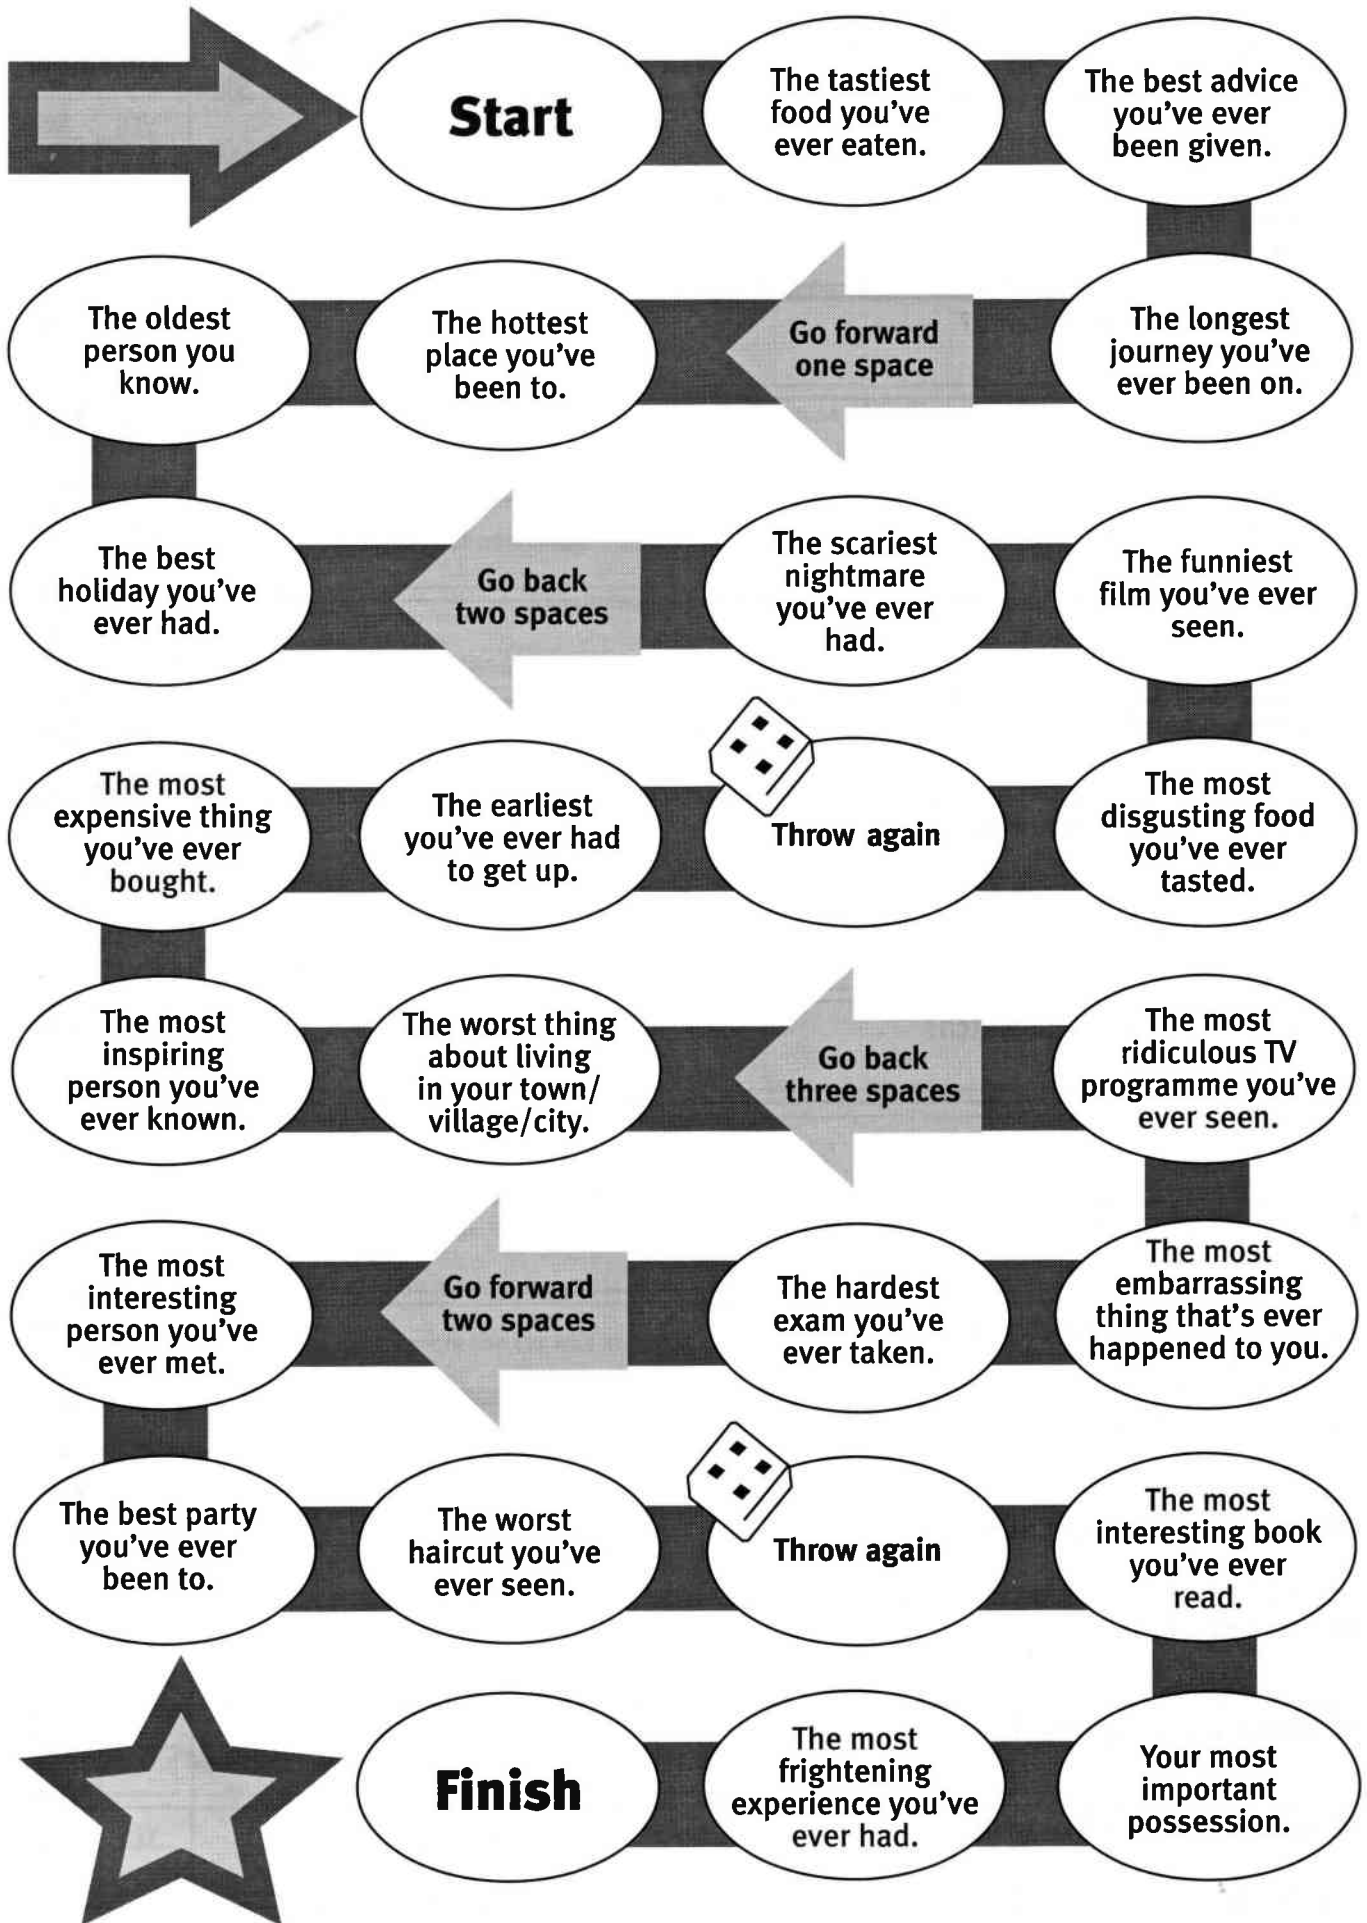 Start
The tastiest
food you've
ever eaten.
The best advice
you've ever
been given.
The oldest
person you
know.
The hottest
place you've
been to.
Go forward
one space
The longest
journey you've
ever been on.
The best
holiday you've
ever had.
Go back
two spaces
The scariest
nightmare
you've ever
had.
The funniest
film you've ever
seen.
The most
expensive thing
you've ever
bought.
The earliest
you've ever had
to get up.
Throw again
The most
disgusting food
you've ever
tasted.
The most
inspiring
person you've
ever known.
The worst thing
about living
in your town/
village/city.
Go back
three spaces
The most
ridiculous TV
programme you've
ever seen.
The most
interesting
person you've
ever met.
Go forward
two spaces
The hardest
exam you've
ever taken.
The most
embarrassing
thing that's ever
happened to you.
The best party
you've ever
been to.
The worst
haircut you've
ever seen.
Throw again
The most
interesting book
you've ever
read.
Finish
The most
frightening
experience you've
ever had.
Your most
important
possession.